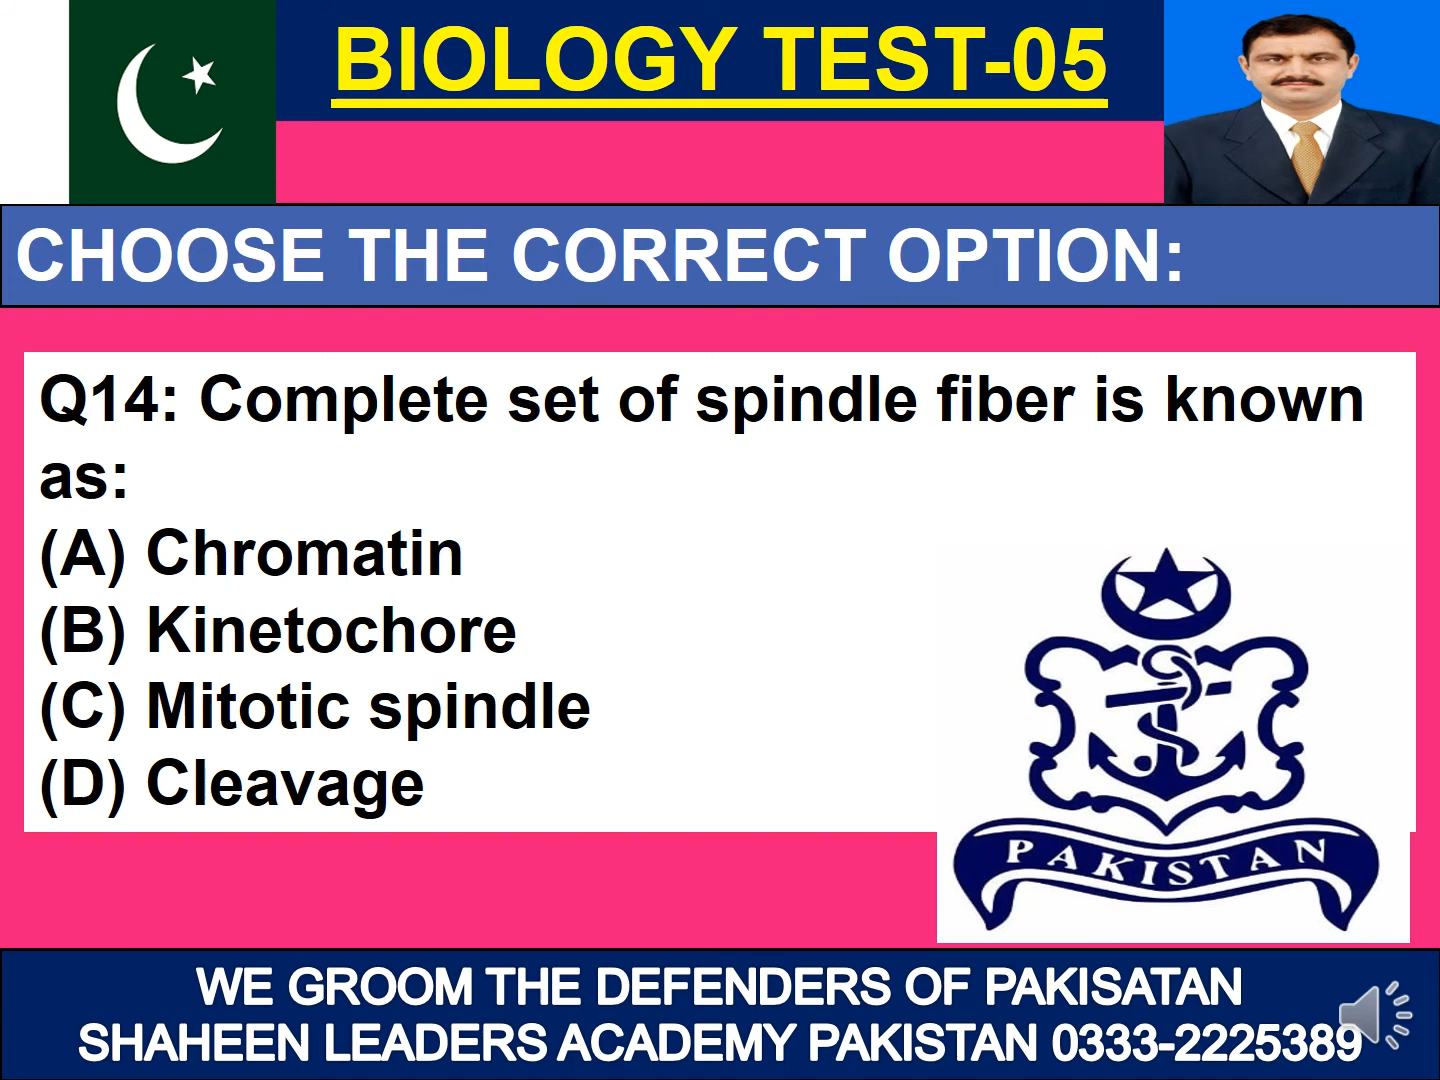 BIOLOGY TEST-05
CHOOSE THE CORRECT OPTION:
Q14: Complete set of spindle fiber is known
as:
(A) Chromatin
(B) Kinetochore
(C) Mitotic spindle
(D) Cleavage
PAKISTAN
WE GROOM THE DEFENDERS OF PAKISATAN
SHAHEEN LEADERS ACADEMY PAKISTAN 0333-2225389